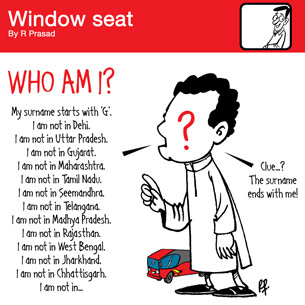 Window seat
By R Prasad
WHO AM I?
My surname starts with 'G'.
I am not in Dehi.
I am not in Uttar Pradesh.
I am not in Gujarat.
I am not in Maharashtra.
I am not in Tamil Nadu.
I am not in Seemandhra.
I am not in Telangana.
I am not in Madhya Pradesh.
I am not in Rajasthan.
I am not in West Bengal.
I am not in Jharkhand.
I am not in Chhattisgarh.
I am not in...
?
Clue...?
The surname
ends with me!